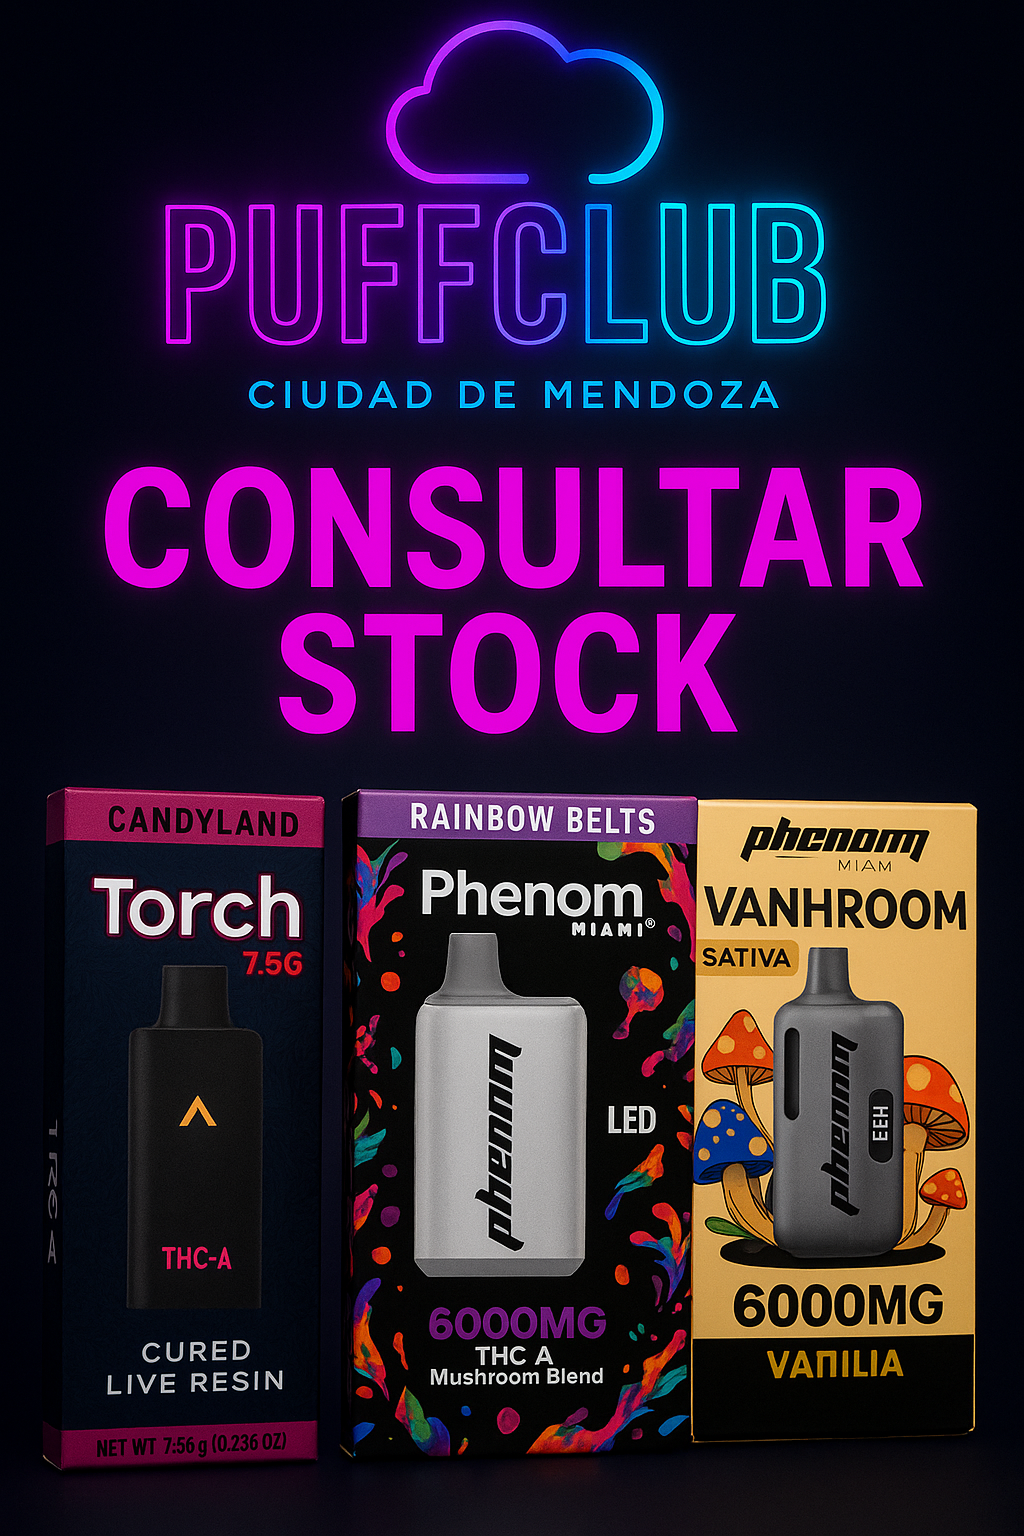 PUFFCLUB
CIUDAD DE MENDOZA
CONSULTAR
STOCK
CANDYLAND
Torch
7.5G
THC-A
CURED
LIVE RESIN
NET WT 7:56 g (0.236 OZ)
RAINBOW BELTS
Phenom
MIAMI®
phenom
LED
6000MG
THC A
Mushroom Blend
phenom
MIAM
VANHROOM
SATIVA
phenom
EEH
6000MG
VANILIA